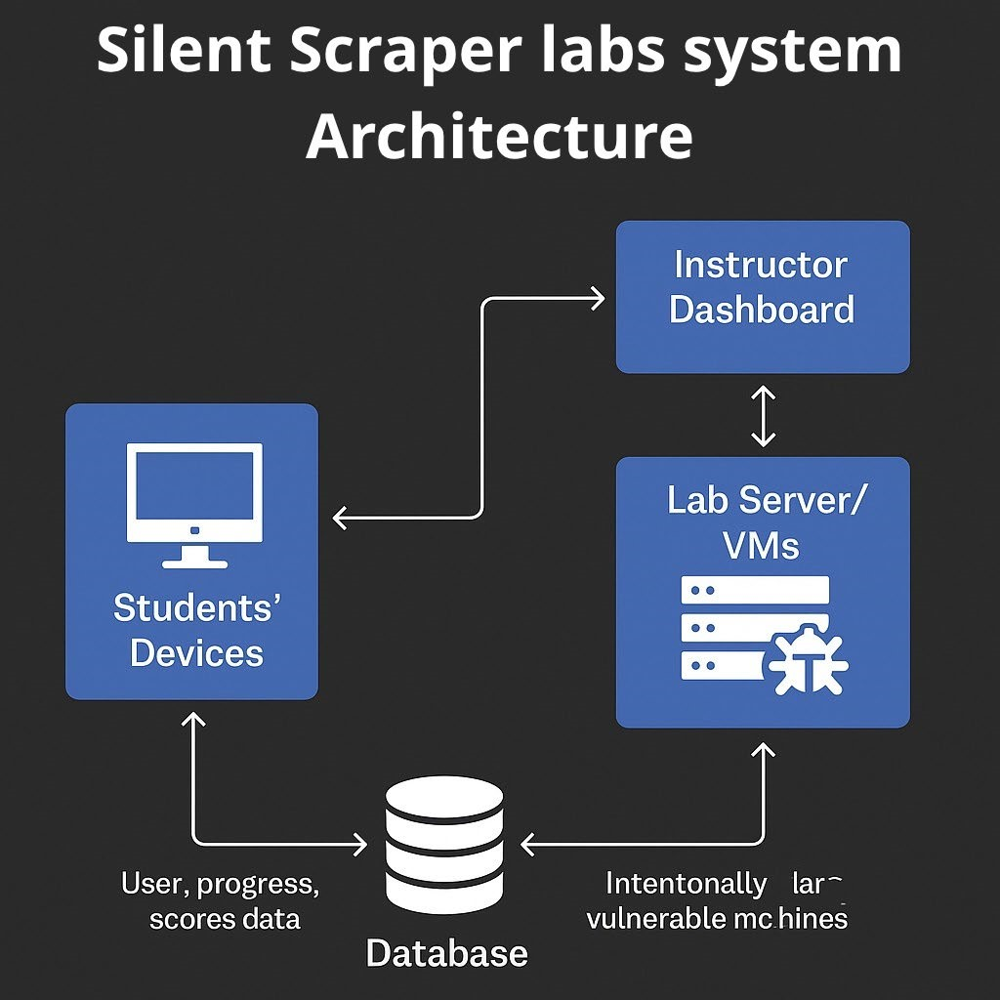 Silent Scraper labs system
Architecture
Instructor
Dashboard
Lab Server/
VMs
Students’
Devices
User, progress,
scores data
Intentonally
vulnerable
Database